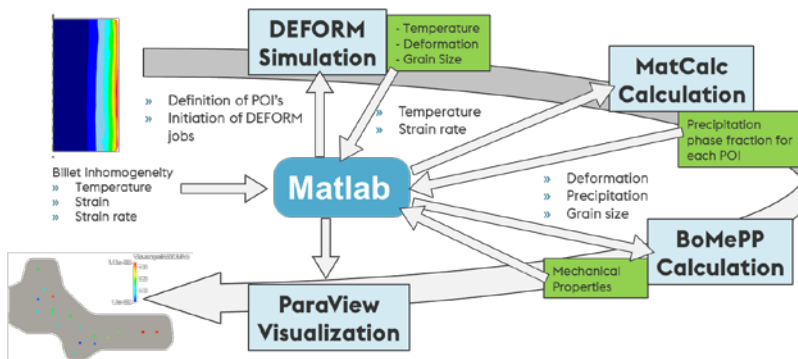 DEFORM
Simulation
- Temperature
- Deformation
- Grain Size
MatCalc
Calculation
» Definition of POI's
» Initiation of DEFORM
jobs
» Temperature
» Strain rate
Precipitation
phase fraction for
each POI
Billet Inhomogeneity
» Temperature
» Strain
» Strain rate
Matlab
» Deformation
» Precipitation
» Grain size
BoMePP
Calculation
Mechanical
Properties
ParaView
Visualization